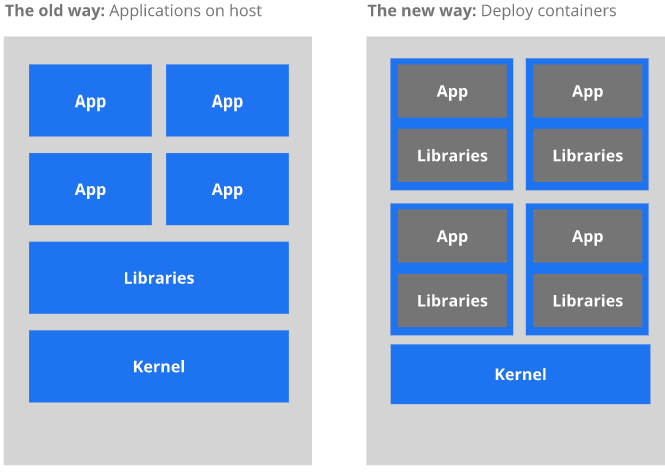 The old way: Applications on host
App App
App App
Libraries
Kernel
The new way: Deploy containers
App App
Libraries Libraries
App App
Libraries Libraries
Kernel